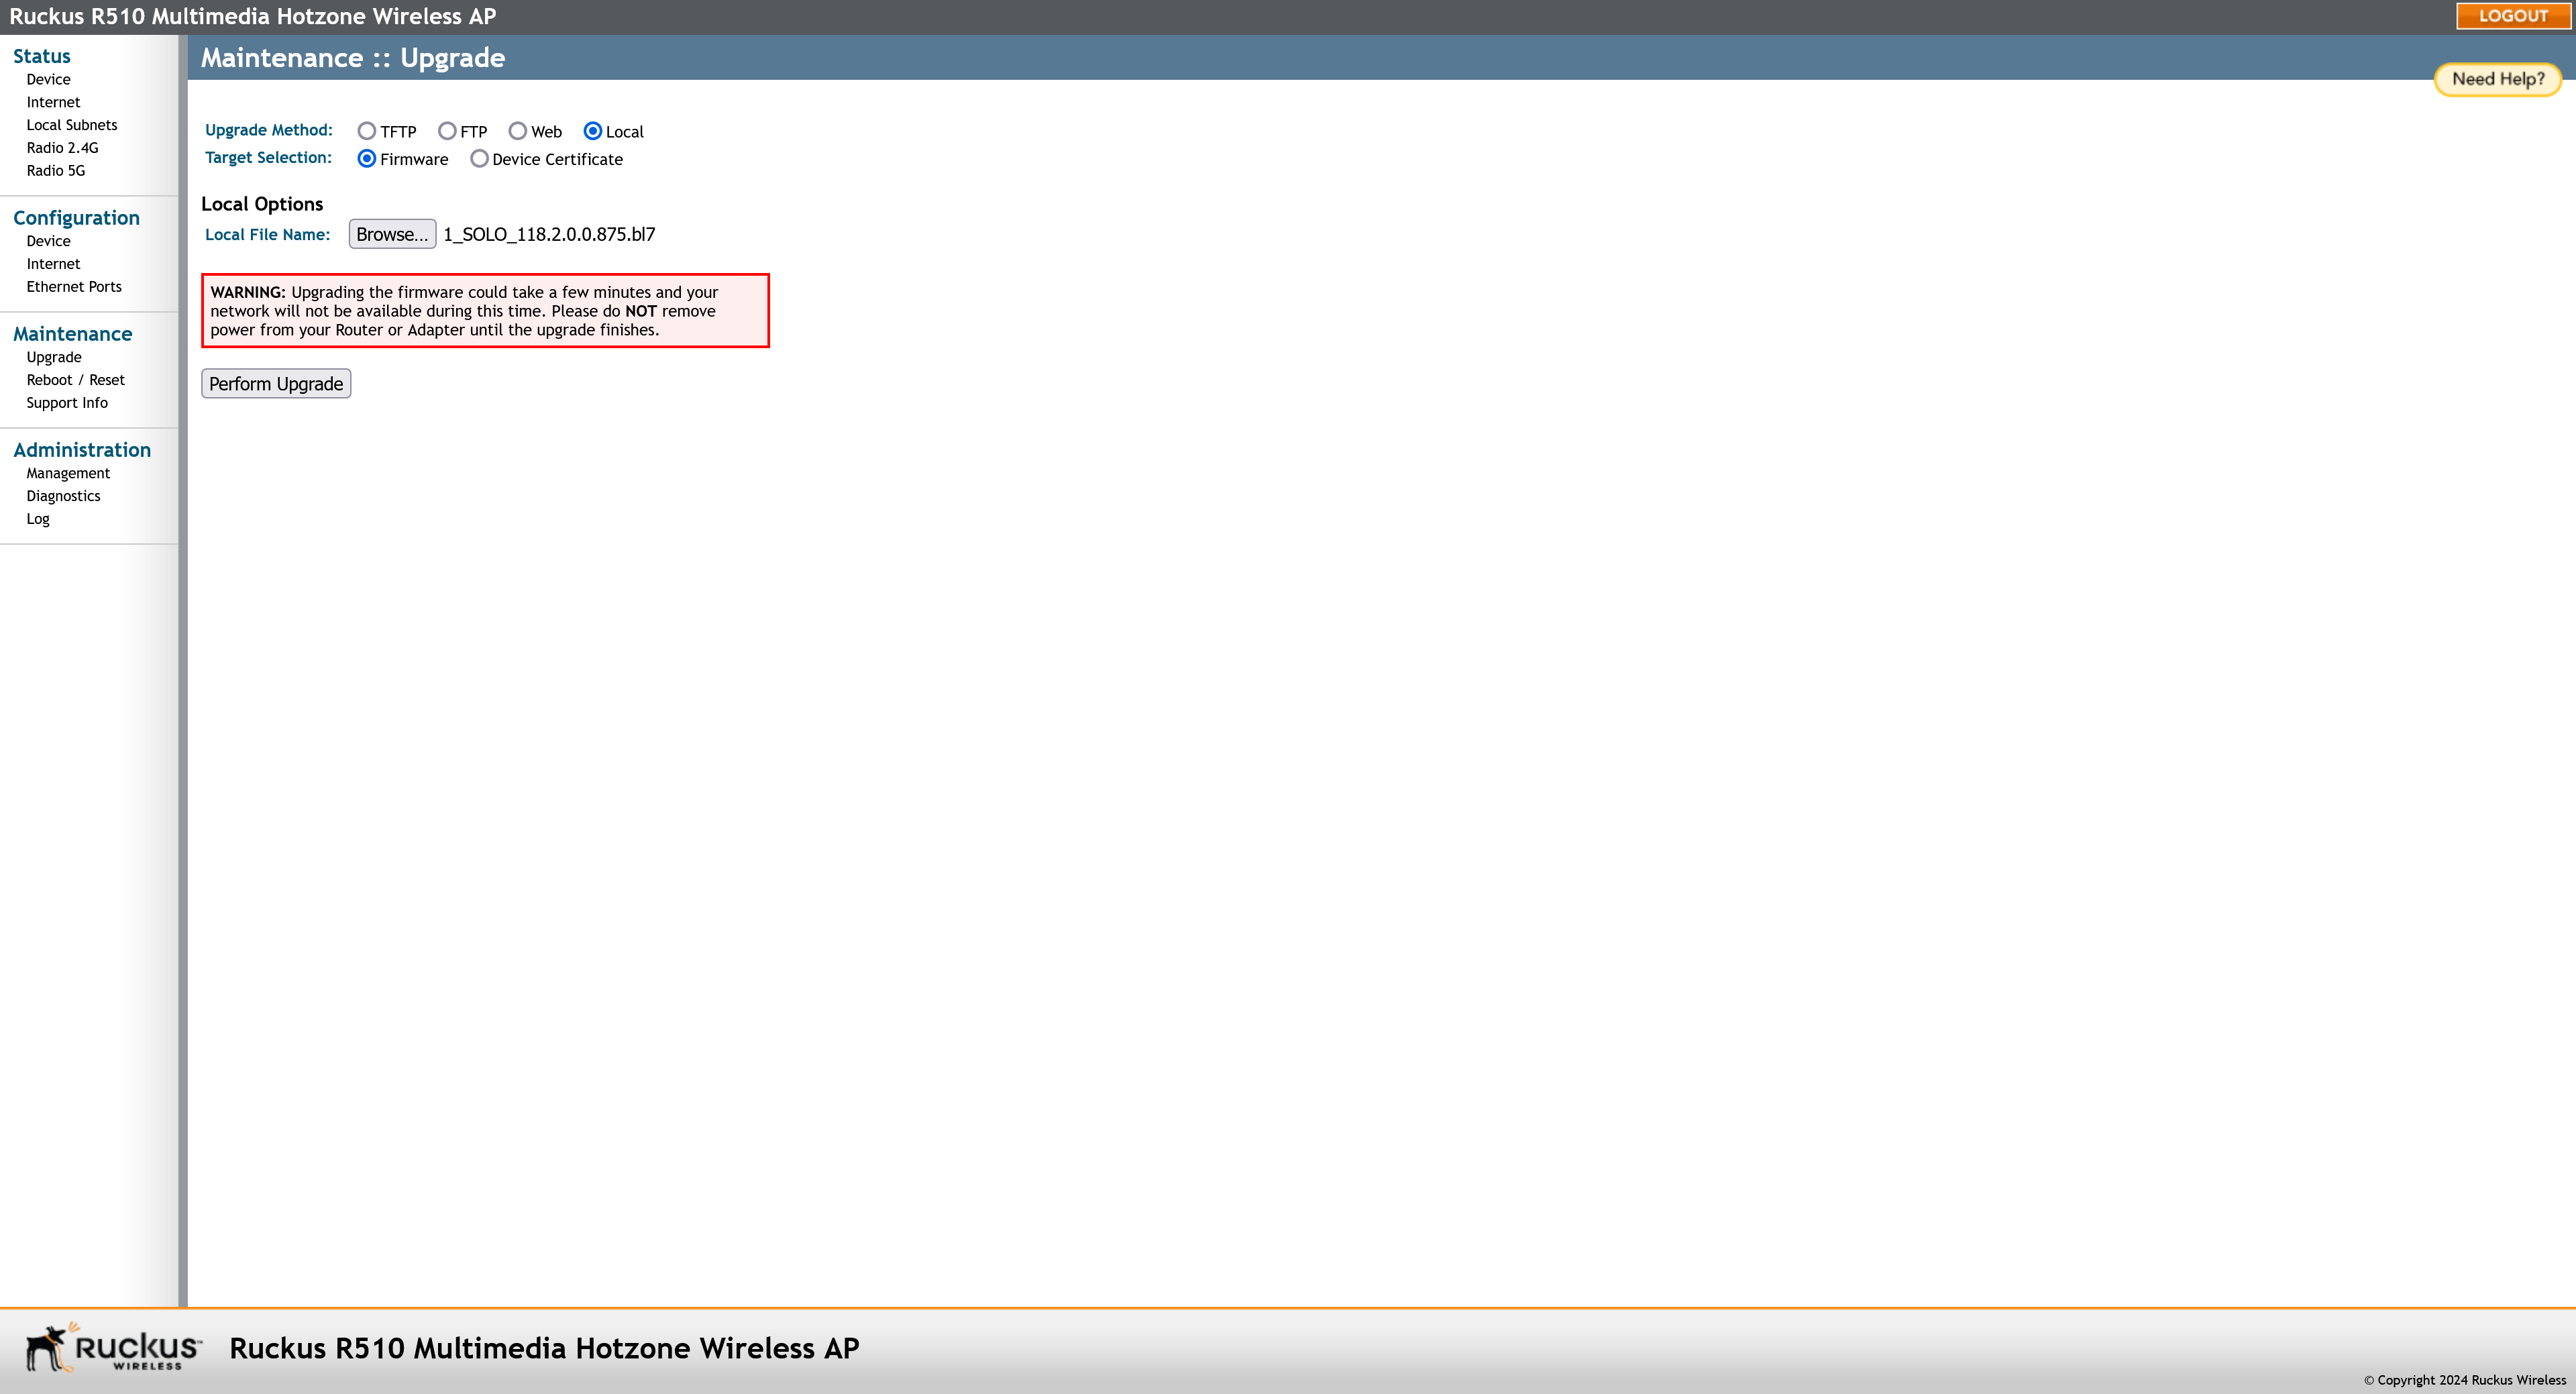 Ruckus R510 Multimedia Hotzone Wireless AP
LOGOUT
Status
Device
Internet
Local Subnets
Radio 2.4G
Radio 5G
Configuration
Device
Internet
Ethernet Ports
Maintenance
Upgrade
Reboot / Reset
Support Info
Administration
Management
Diagnostics
Log
Maintenance :: Upgrade
Need Help?
Upgrade Method: TFTP FTP Web Local
Target Selection: Firmware Device Certificate
Local Options
Local File Name: Browse... 1_SOLO_118.2.0.0.875.bl7
WARNING: Upgrading the firmware could take a few minutes and your
network will not be available during this time. Please do NOT remove
power from your Router or Adapter until the upgrade finishes.
Perform Upgrade
Ruckus™
WIRELESS
Ruckus R510 Multimedia Hotzone Wireless AP
© Copyright 2024 Ruckus Wireless